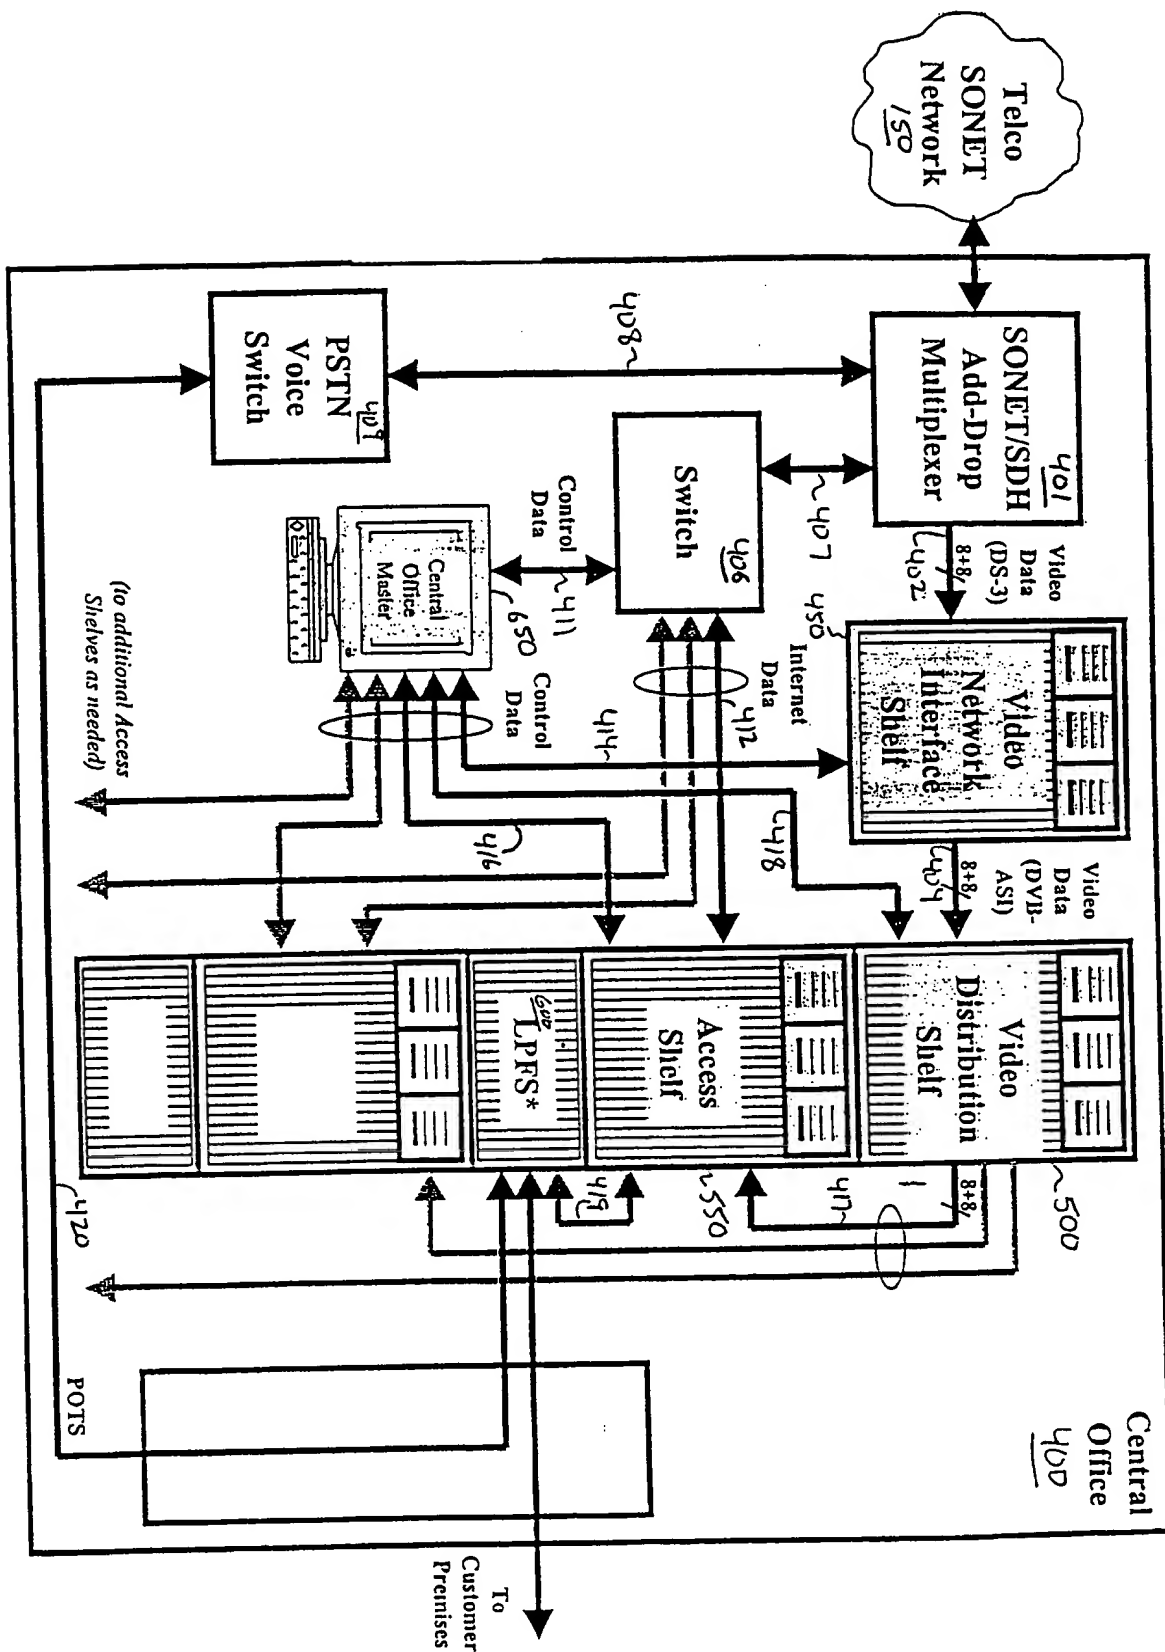 Telco
SONET
Network
150
SONET/SDH
Add-Drop
Multiplexer
401
Video
Data
(DS-3)
8+8
402
450
Video
Network
Interface
Shelf
Video
Data
(DVB-
ASI)
8+8
404
Video
Distribution
Shelf
500
8+8
417
408
407
Switch
406
Internet
Data
412
414
418
Access
Shelf
550
419
PSTN
Voice
Switch
409
Control
Data
411
Central
Office
Master
650
Control
Data
416
LPFS*
600
(to additional Access
Shelves as needed)
420
POTS
Central
Office
400
To
Customer
Premises